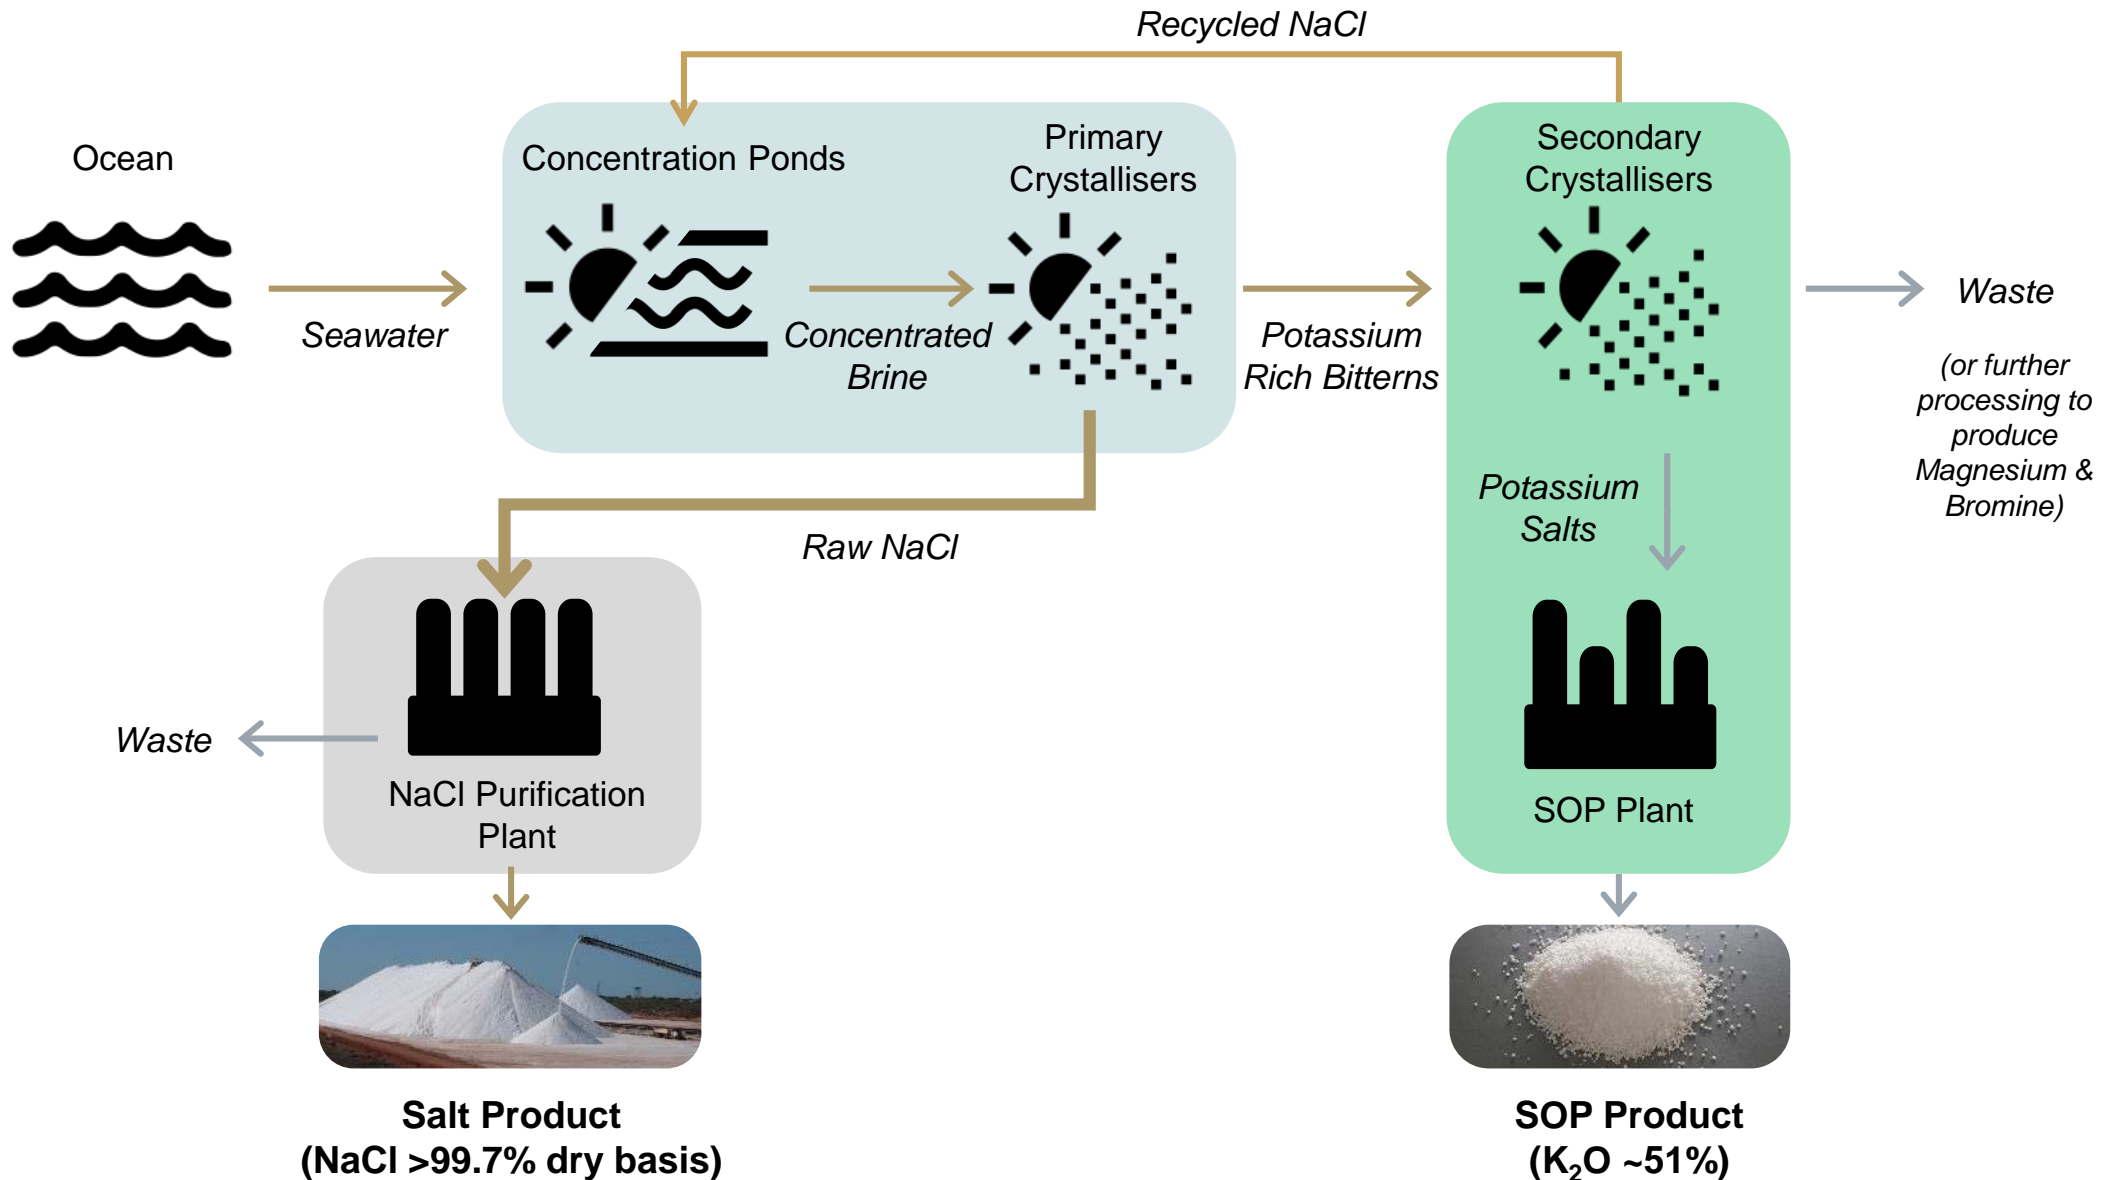 Recycled NaCl
Ocean
Seawater
Concentration Ponds
Concentrated
Brine
Primary
Crystallisers
Potassium
Rich Bitterns
Secondary
Crystallisers
Waste
(or further
processing to
produce
Magnesium &
Bromine)
Potassium
Salts
Raw NaCl
Waste
NaCl Purification
Plant
SOP Plant
Salt Product
(NaCl >99.7% dry basis)
SOP Product
(K₂O ~51%)